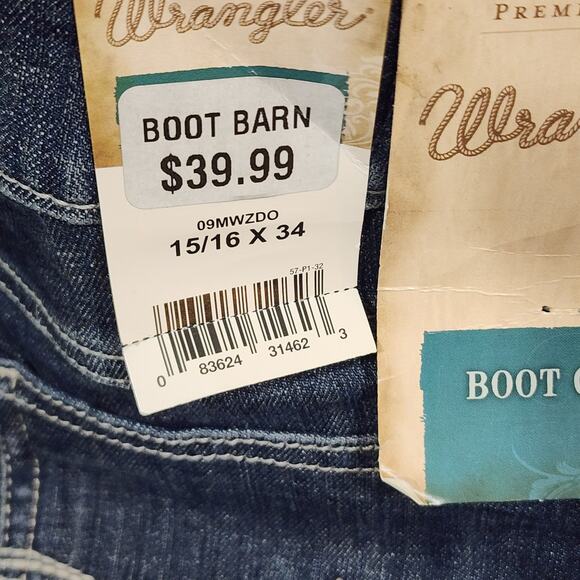 Wrangler
BOOT BARN
$39.99
09MWZDO
15/16 X 34
57-P1-32
0 83624 31462 3
PREMI
Wra
BOOT C